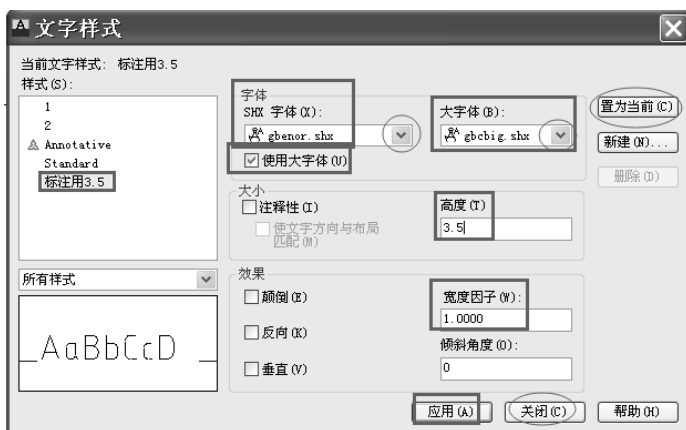 文字样式
当前文字样式: 标注用3.5
样式(S):
1
2
Annotative
Standard
标注用3.5
所有样式
AaBbCcD
字体
SHX 字体(X):
gbenor.shx
使用大字体(U)
大字体(B):
gbcbig.shx
大小
注释性(I)
使文字方向与布局
匹配(M)
高度(T)
3.5
效果
颠倒(E)
反向(K)
垂直(V)
宽度因子(W):
1.0000
倾斜角度(O):
0
置为当前(C)
新建(N)...
删除(D)
应用(A)
关闭(C)
帮助(H)